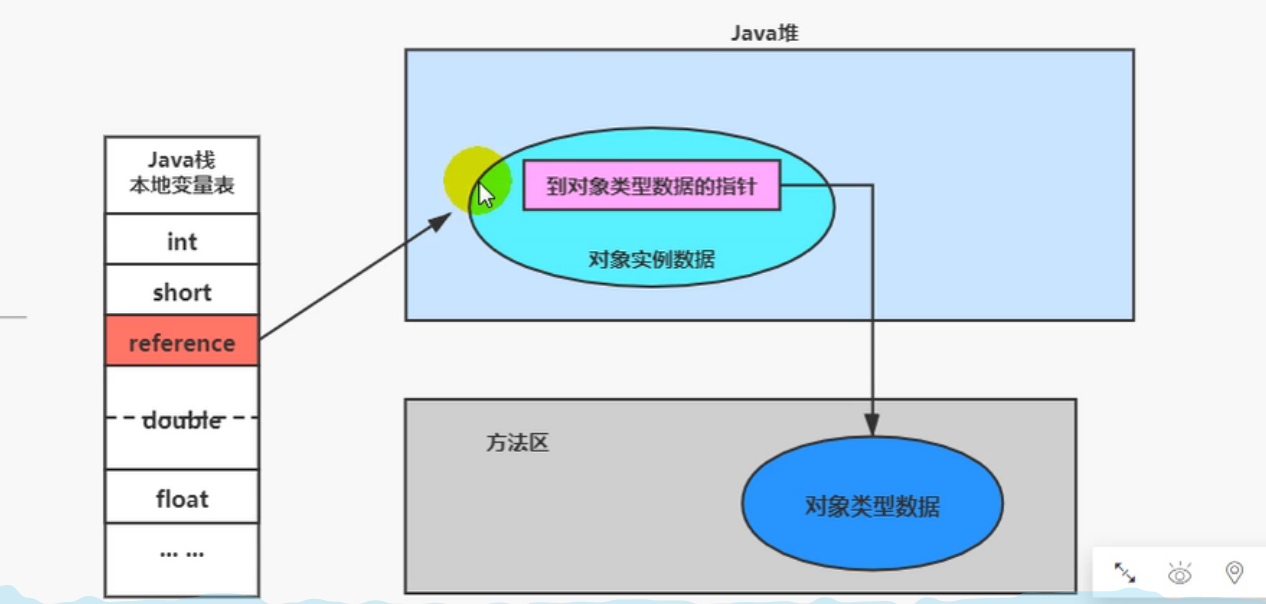 Java堆
Java栈
本地变量表
int
short
reference
double
float
... ...
到对象类型数据的指针
对象实例数据
方法区
对象类型数据